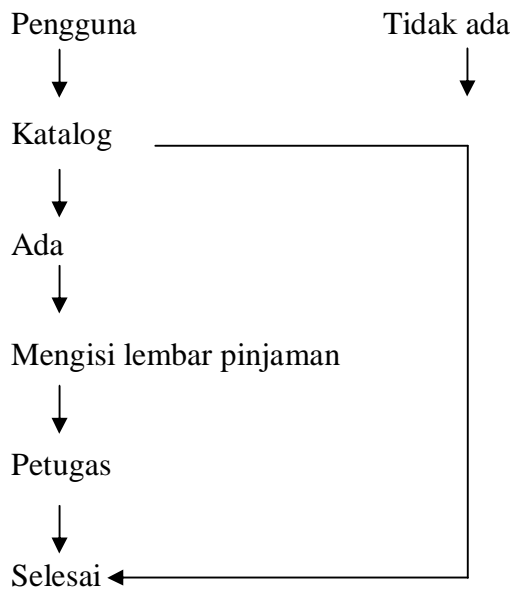 Pengguna
Tidak ada
Katalog
Ada
Mengisi lembar pinjaman
Petugas
Selesai